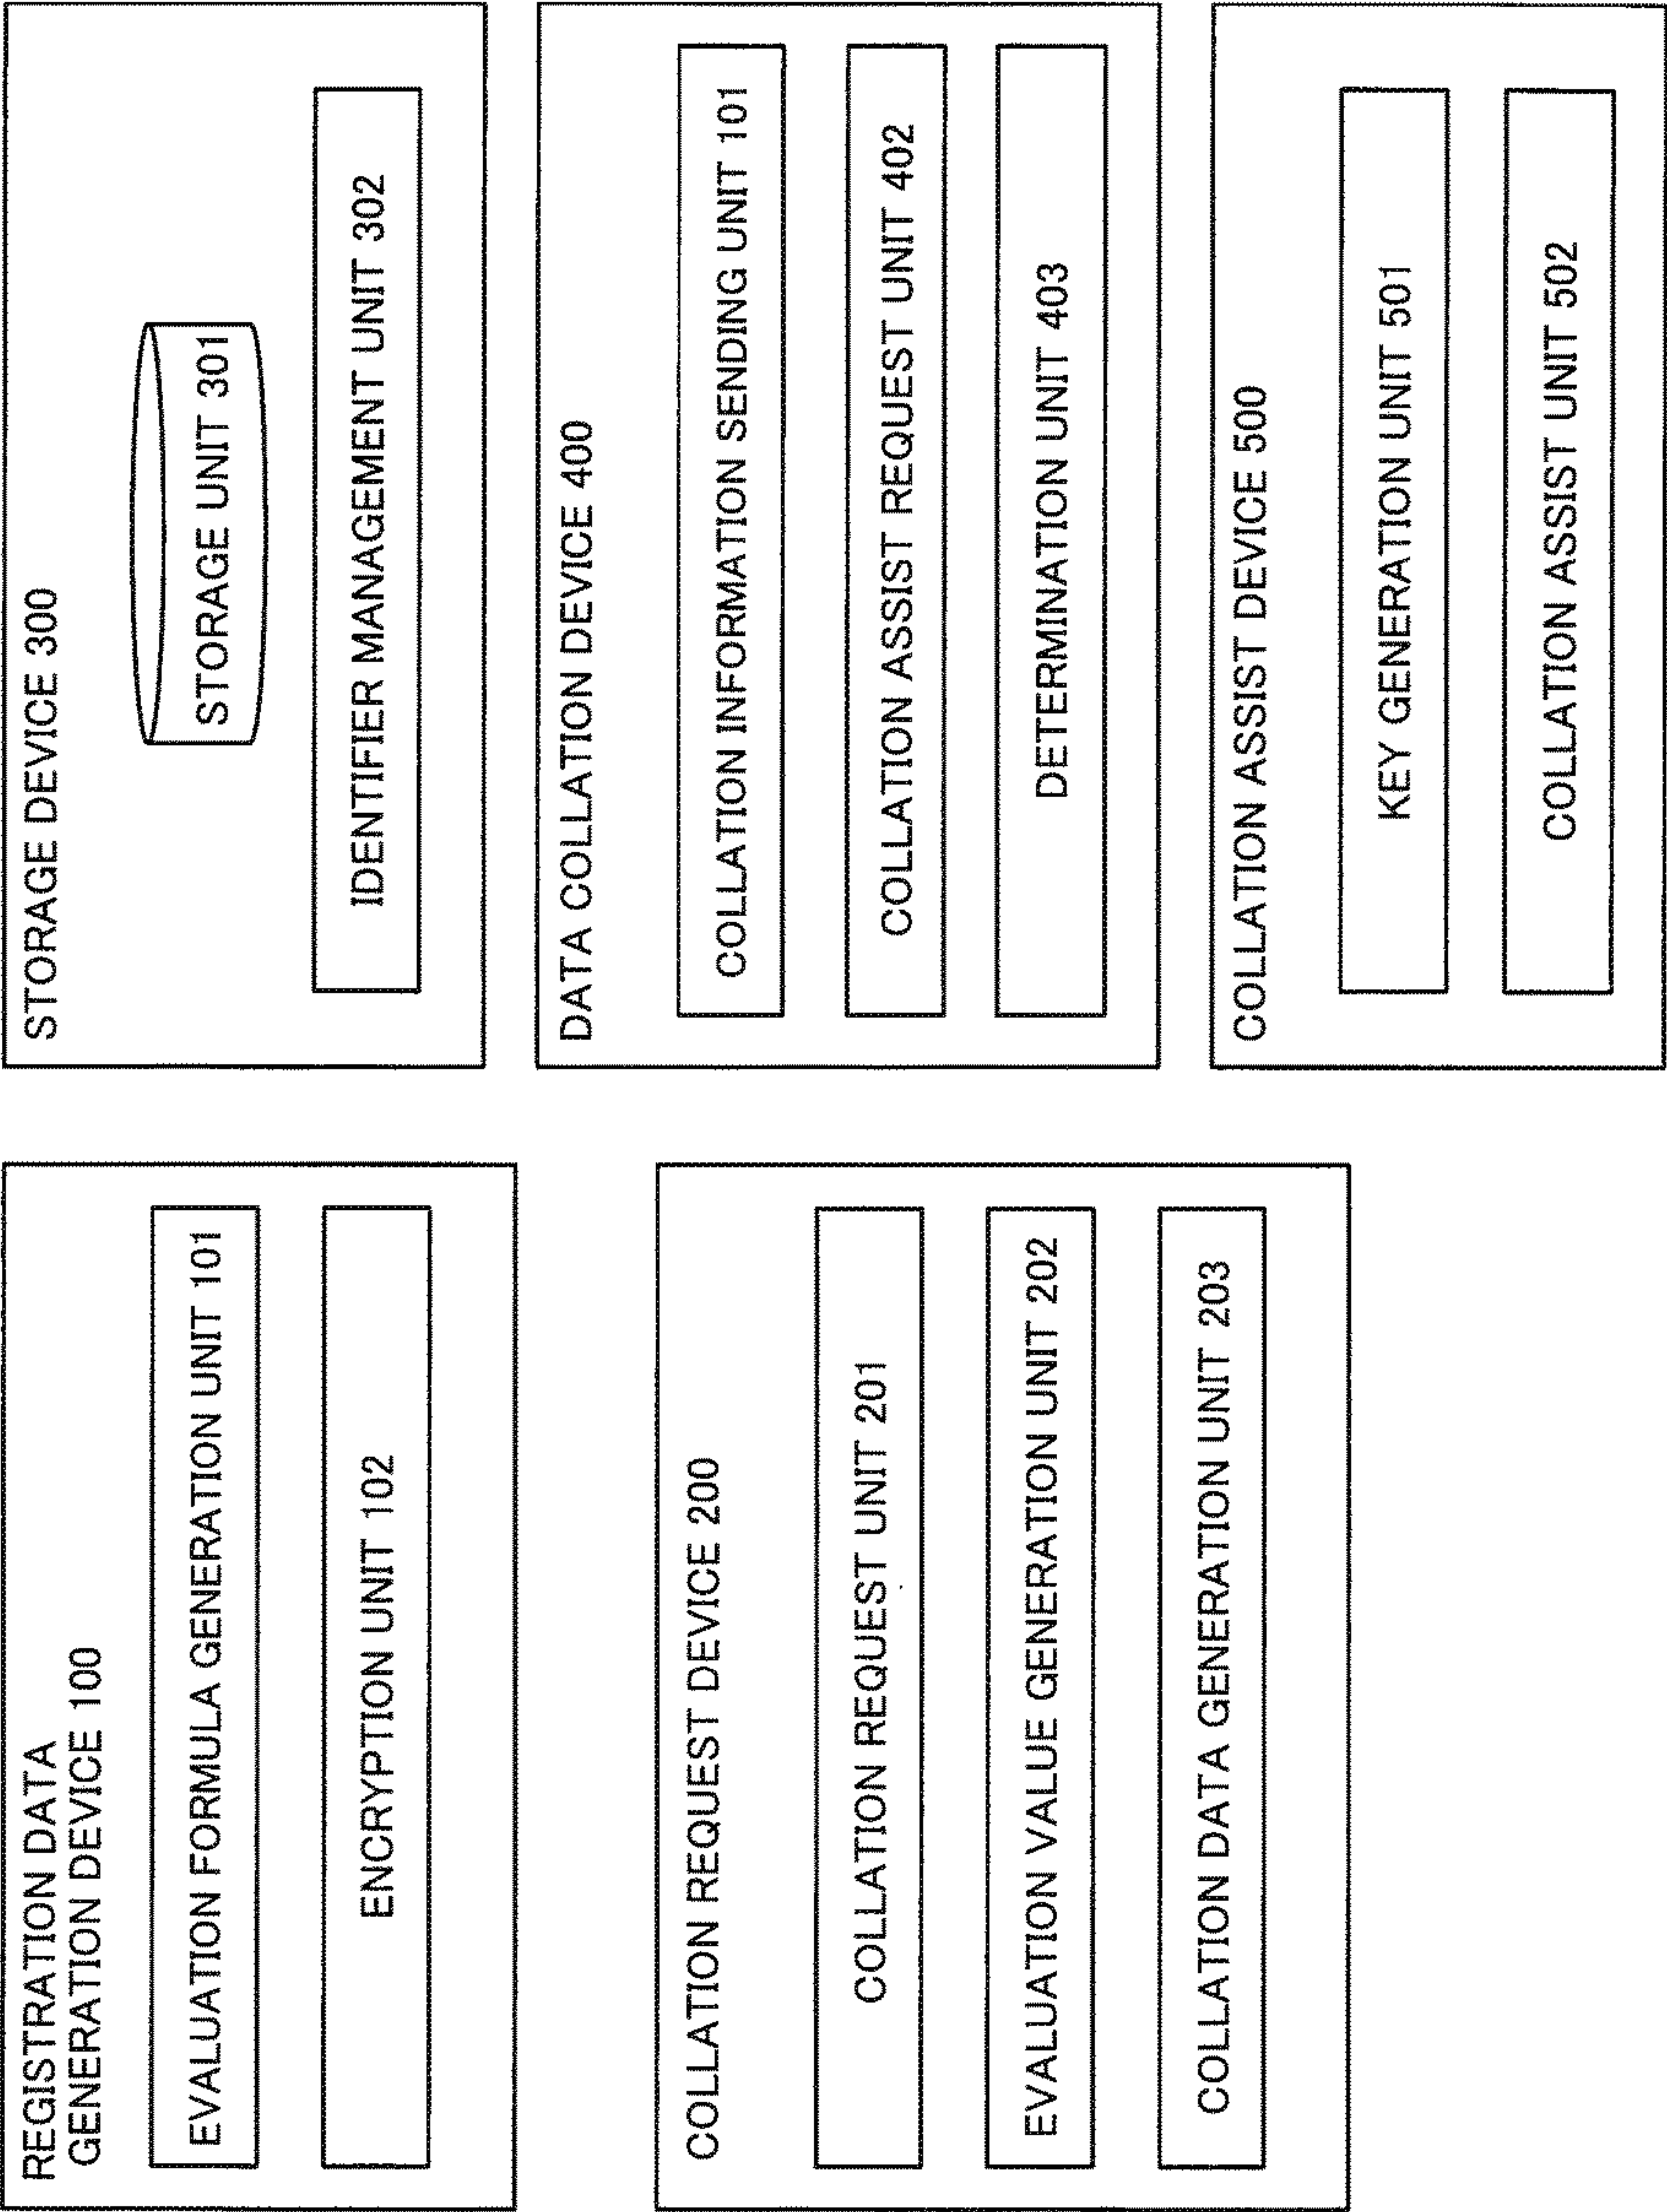 REGISTRATION DATA
GENERATION DEVICE 100
EVALUATION FORMULA GENERATION UNIT 101
ENCRYPTION UNIT 102
COLLATION REQUEST DEVICE 200
COLLATION REQUEST UNIT 201
EVALUATION VALUE GENERATION UNIT 202
COLLATION DATA GENERATION UNIT 203
STORAGE DEVICE 300
STORAGE UNIT 301
IDENTIFIER MANAGEMENT UNIT 302
DATA COLLATION DEVICE 400
COLLATION INFORMATION SENDING UNIT 101
COLLATION ASSIST REQUEST UNIT 402
DETERMINATION UNIT 403
COLLATION ASSIST DEVICE 500
KEY GENERATION UNIT 501
COLLATION ASSIST UNIT 502